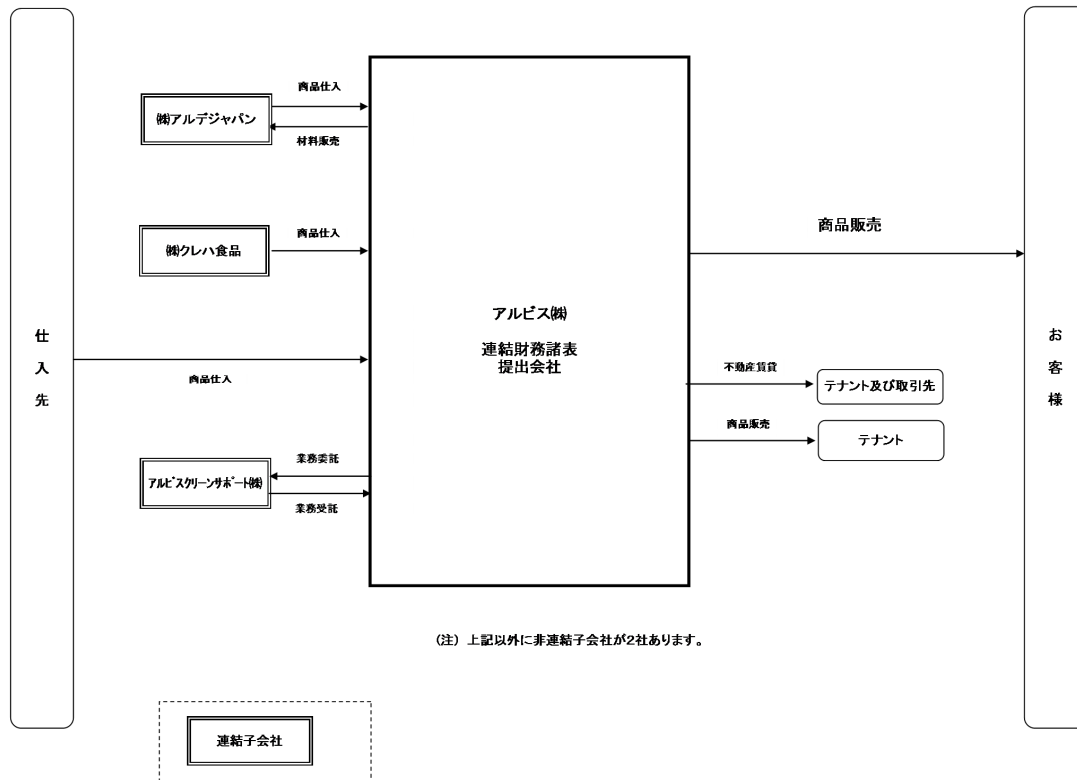 仕入先
㈱アルデジャパン
商品仕入
材料販売
㈱クレハ食品
商品仕入
商品仕入
アルビスクリーンサポート㈱
業務委託
業務受託
アルビス㈱
連結財務諸表
提出会社
商品販売
不動産賃貸
テナント及び取引先
商品販売
テナント
お客様
(注) 上記以外に非連結子会社が2社あります。
連結子会社